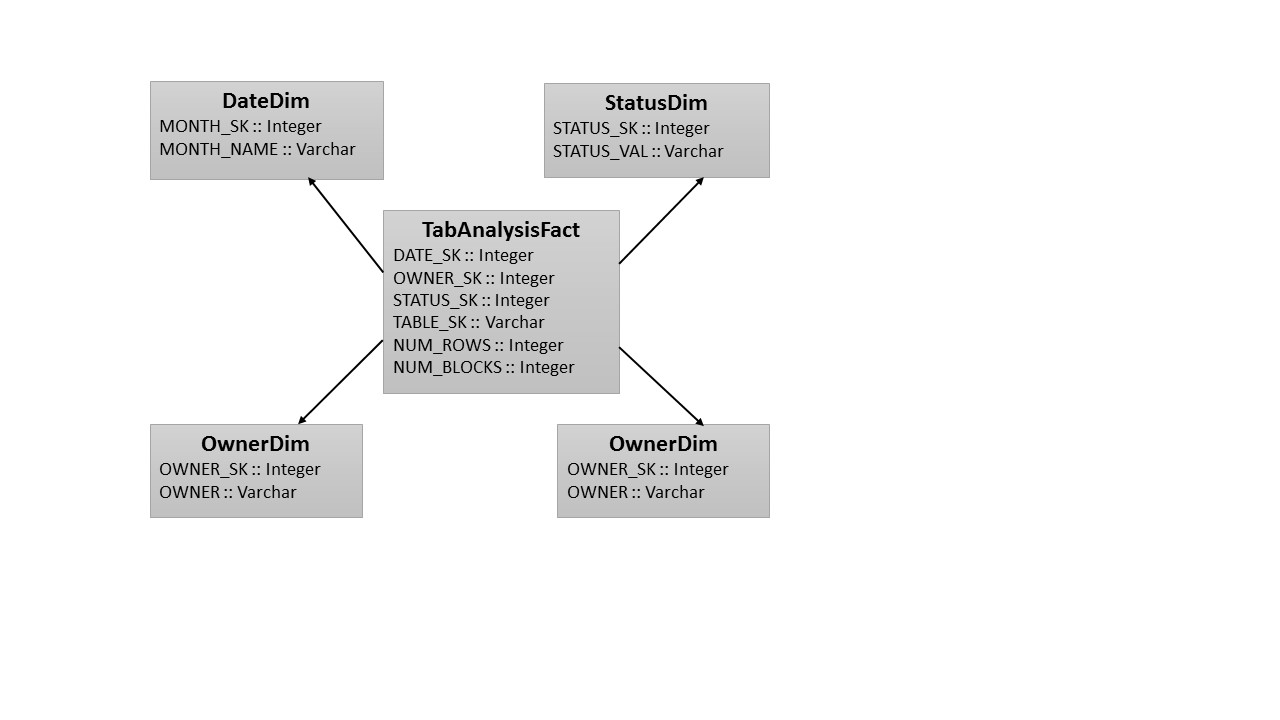 DateDim
MONTH_SK :: Integer
MONTH_NAME :: Varchar
StatusDim
STATUS_SK :: Integer
STATUS_VAL :: Varchar
TabAnalysisFact
DATE_SK :: Integer
OWNER_SK :: Integer
STATUS_SK :: Integer
TABLE_SK :: Varchar
NUM_ROWS :: Integer
NUM_BLOCKS :: Integer
OwnerDim
OWNER_SK :: Integer
OWNER :: Varchar
OwnerDim
OWNER_SK :: Integer
OWNER :: Varchar